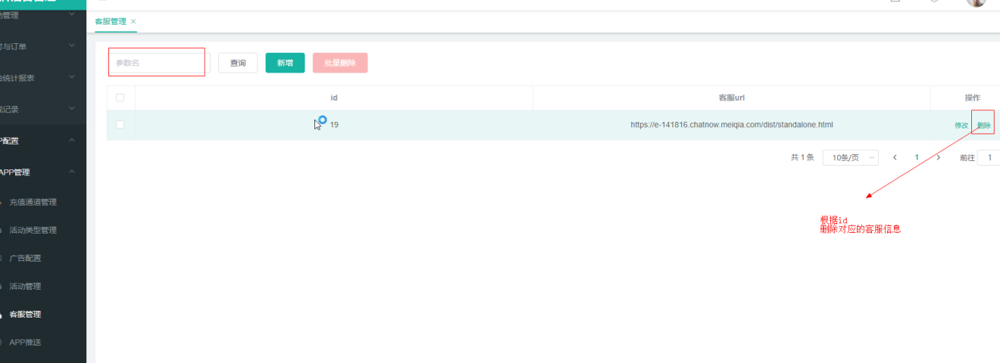 客服管理 ×
动管理
付与订单
统计报表
记录
P配置
APP管理
充值通道管理
活动类型管理
广告配置
活动管理
客服管理
APP推送
参数名
查询
新增
批量删除
id
客服url
操作
19
https://e-141816.chatnow.meiqia.com/dist/standalone.html
修改
删除
共 1 条
10条/页
1
前往
1
根据id
删除对应的客服信息